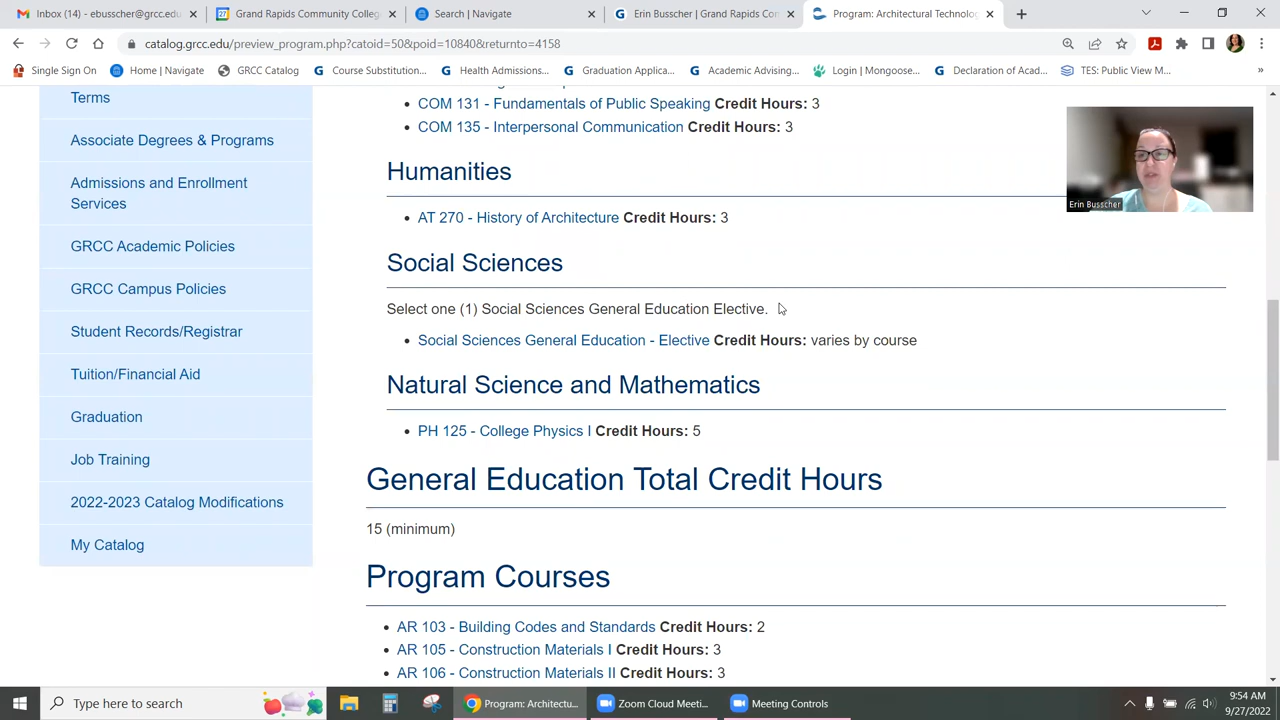 Inbox (14) - ebusscher@grcc.edu
Grand Rapids Community Colleg
Search | Navigate
Erin Busscher | Grand Rapids Con
Program: Architectural Technolog
catalog.grcc.edu/preview_program.php?catoid=50&poid=10840&returnto=4158
Single Sign On
Home | Navigate
GRCC Catalog
Course Substitution...
Health Admissions...
Graduation Applica...
Academic Advising...
Login | Mongoose...
Declaration of Acad...
TES: Public View M...
Terms
Associate Degrees & Programs
Admissions and Enrollment
Services
GRCC Academic Policies
GRCC Campus Policies
Student Records/Registrar
Tuition/Financial Aid
Graduation
Job Training
2022-2023 Catalog Modifications
My Catalog
• COM 131 - Fundamentals of Public Speaking Credit Hours: 3
• COM 135 - Interpersonal Communication Credit Hours: 3
Humanities
• AT 270 - History of Architecture Credit Hours: 3
Social Sciences
Select one (1) Social Sciences General Education Elective.
• Social Sciences General Education - Elective Credit Hours: varies by course
Natural Science and Mathematics
• PH 125 - College Physics I Credit Hours: 5
General Education Total Credit Hours
15 (minimum)
Program Courses
• AR 103 - Building Codes and Standards Credit Hours: 2
• AR 105 - Construction Materials I Credit Hours: 3
• AR 106 - Construction Materials II Credit Hours: 3
Erin Busscher
Type here to search
Program: Architectu...
Zoom Cloud Meeti...
Meeting Controls
9:54 AM
9/27/2022